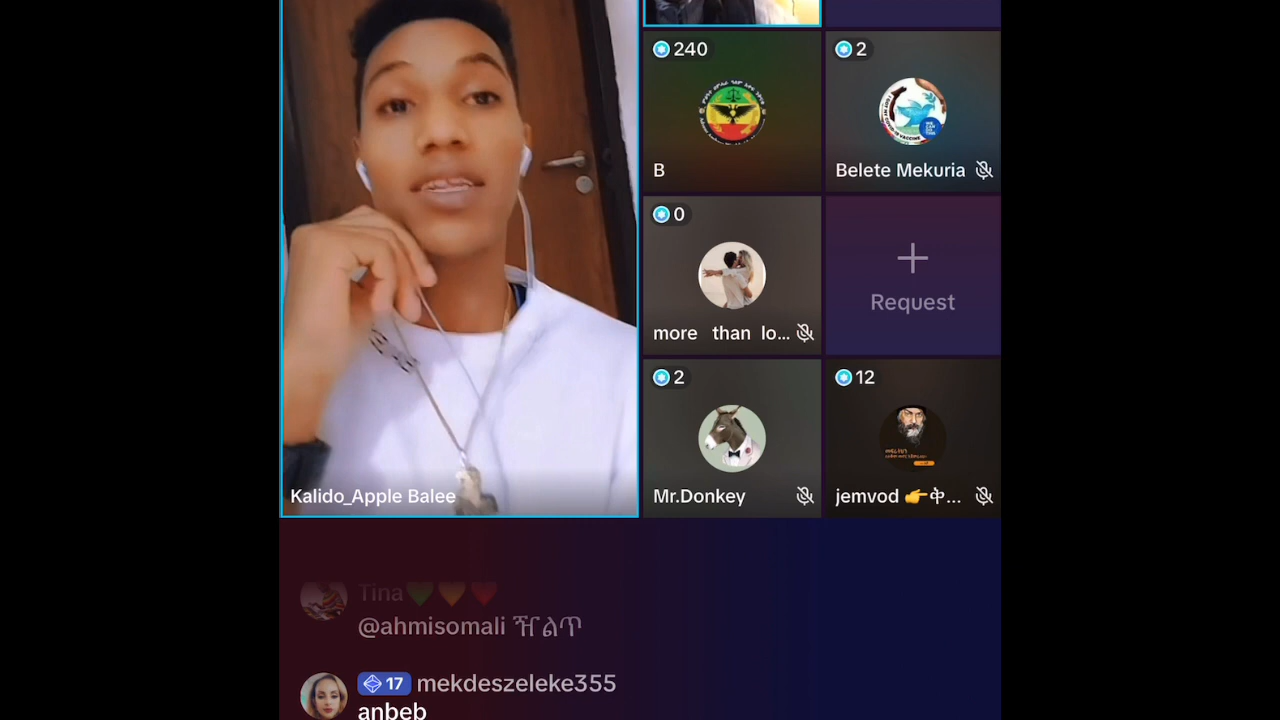 240
2
B
Belete Mekuria
0
more than lo...
Request
2
12
Kalido_Apple Balee
Mr.Donkey
jemvod 👉ቅ...
Tina💚🧡❤️
@ahmisomali
17 mekdeszeleke355
anbeb